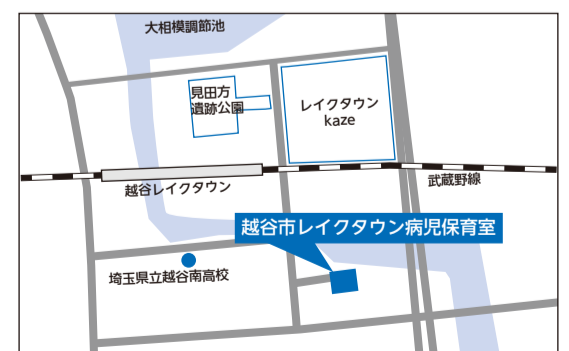 大相模調節池
見田方
遺跡公園
レイクタウン
kaze
越谷レイクタウン
武蔵野線
越谷市レイクタウン病児保育室
埼玉県立越谷南高校